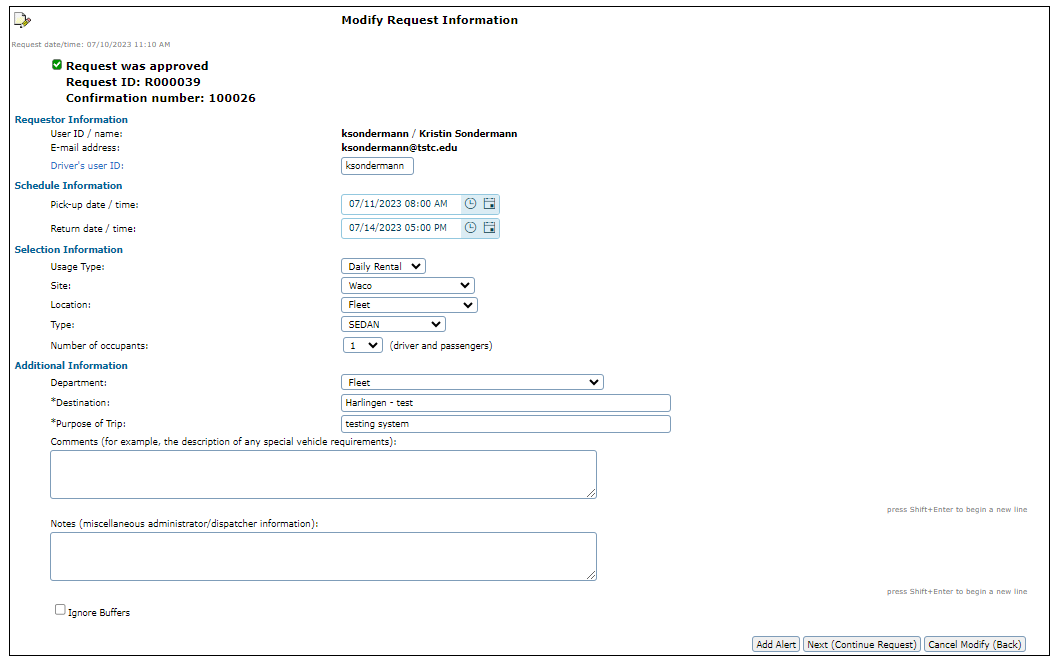 Modify Request Information
Request date/time: 07/10/2023 11:10 AM
Request was approved
Request ID: R000039
Confirmation number: 100026
Requestor Information
User ID / name: ksondermann / Kristin Sondermann
E-mail address: ksondermann@tstc.edu
Driver's user ID: ksondermann
Schedule Information
Pick-up date / time: 07/11/2023 08:00 AM
Return date / time: 07/14/2023 05:00 PM
Selection Information
Usage Type: Daily Rental
Site: Waco
Location: Fleet
Type: SEDAN
Number of occupants: 1 (driver and passengers)
Additional Information
Department: Fleet
*Destination: Harlingen - test
*Purpose of Trip: testing system
Comments (for example, the description of any special vehicle requirements):
press Shift+Enter to begin a new line
Notes (miscellaneous administrator/dispatcher information):
press Shift+Enter to begin a new line
Ignore Buffers
Add Alert Next (Continue Request) Cancel Modify (Back)